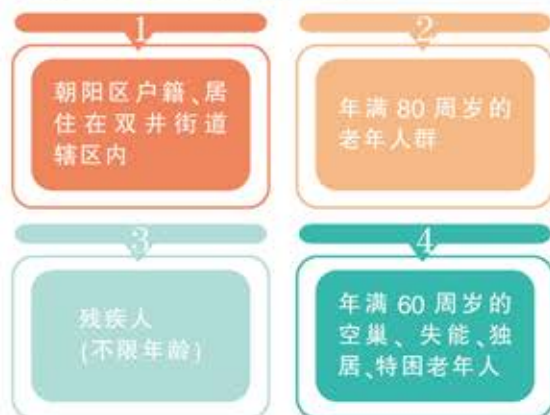 1
朝阳区户籍、居
住在双井街道
辖区内
2
年满 80 周岁的
老年人群
3
残疾人
(不限年龄)
4
年满 60 周岁的
空巢、失能、独
居、特困老年人